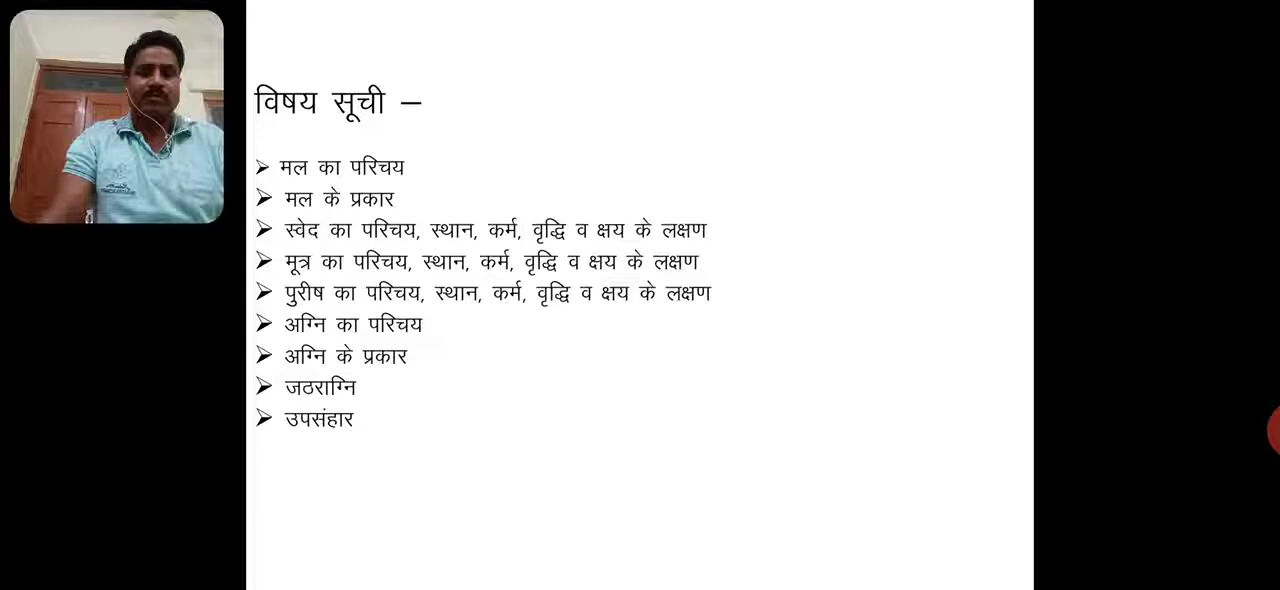 विषय सूची –
➢ मल का परिचय
➢ मल के प्रकार
➢ स्वेद का परिचय, स्थान, कर्म, वृद्धि व क्षय के लक्षण
➢ मूत्र का परिचय, स्थान, कर्म, वृद्धि व क्षय के लक्षण
➢ पुरीष का परिचय, स्थान, कर्म, वृद्धि व क्षय के लक्षण
➢ अग्नि का परिचय
➢ अग्नि के प्रकार
➢ जठराग्नि
➢ उपसंहार